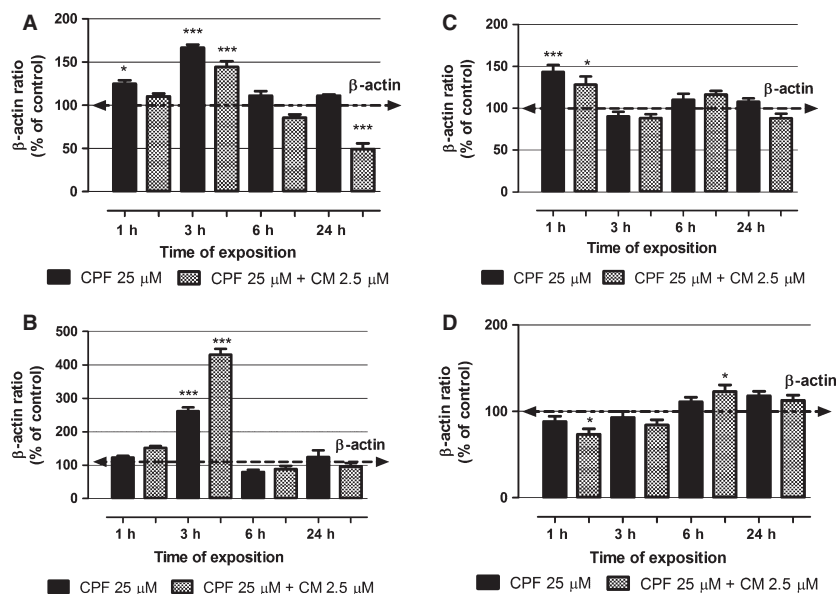 A
β-actin ratio
(% of control)
200
150
100
50
0
*
***
***
***
β-actin
1 h
3 h
6 h
24 h
Time of exposition
CPF 25 μM
CPF 25 μM + CM 2.5 μM
B
β-actin ratio
(% of control)
500
400
300
200
100
0
***
***
β-actin
1 h
3 h
6 h
24 h
Time of exposition
CPF 25 μM
CPF 25 μM + CM 2.5 μM
C
β-actin ratio
(% of control)
200
150
100
50
0
***
*
β-actin
1 h
3 h
6 h
24 h
Time of exposition
CPF 25 μM
CPF 25 μM + CM 2.5 μM
D
β-actin ratio
(% of control)
200
100
0
*
*
β-actin
1 h
3 h
6 h
24 h
Time of exposition
CPF 25 μM
CPF 25 μM + CM 2.5 μM